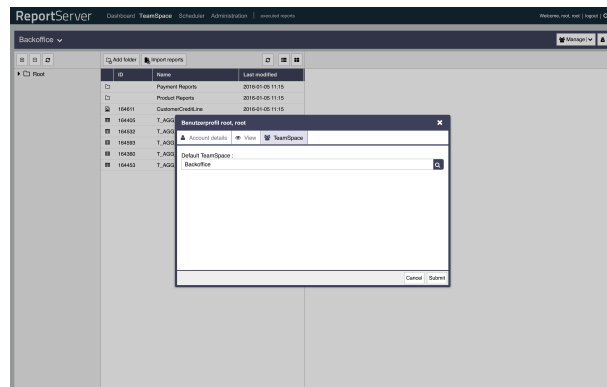 ReportServer Dashboard TeamSpace Scheduler Administration | executed reports Welcome, root, root | logout |
Backoffice Manage
Add folder Import reports
Root
ID Name Last modified
Payment Reports 2016-01-05 11:15
Product Reports 2016-01-05 11:15
164611 CustomerCreditLine 2016-01-05 11:15
164405 T_AGG
164532 T_AGG
164593 T_AGG
164360 T_AGG
164453 T_AGG
Benutzerprofil root, root
Account details View TeamSpace
Default TeamSpace :
Backoffice
Cancel Submit